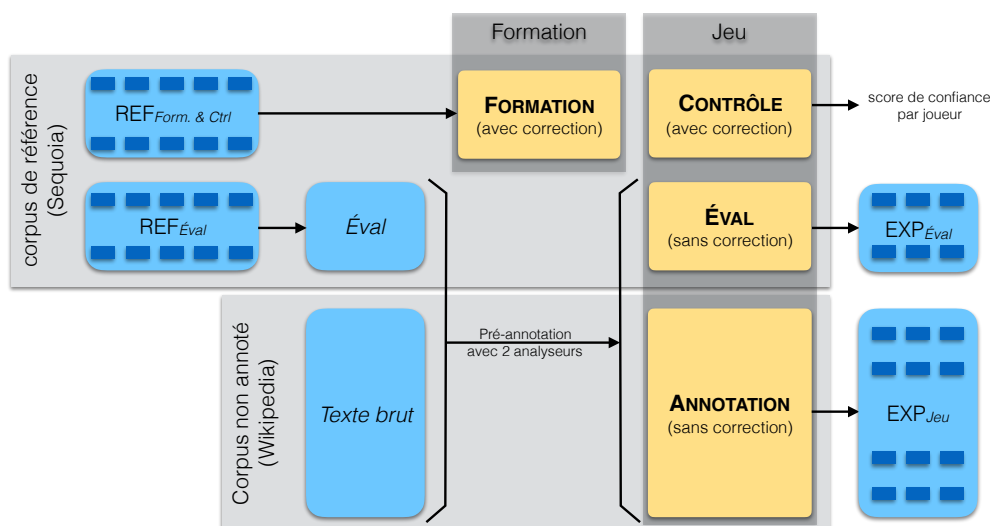 Formation
Jeu
corpus de référence
(Sequoia)
REFForm. & Ctrl
FORMATION
(avec correction)
CONTRÔLE
(avec correction)
score de confiance
par joueur
REFÉval
Éval
ÉVAL
(sans correction)
EXPÉval
Corpus non annoté
(Wikipedia)
Texte brut
Pré-annotation
avec 2 analyseurs
ANNOTATION
(sans correction)
EXPJeu